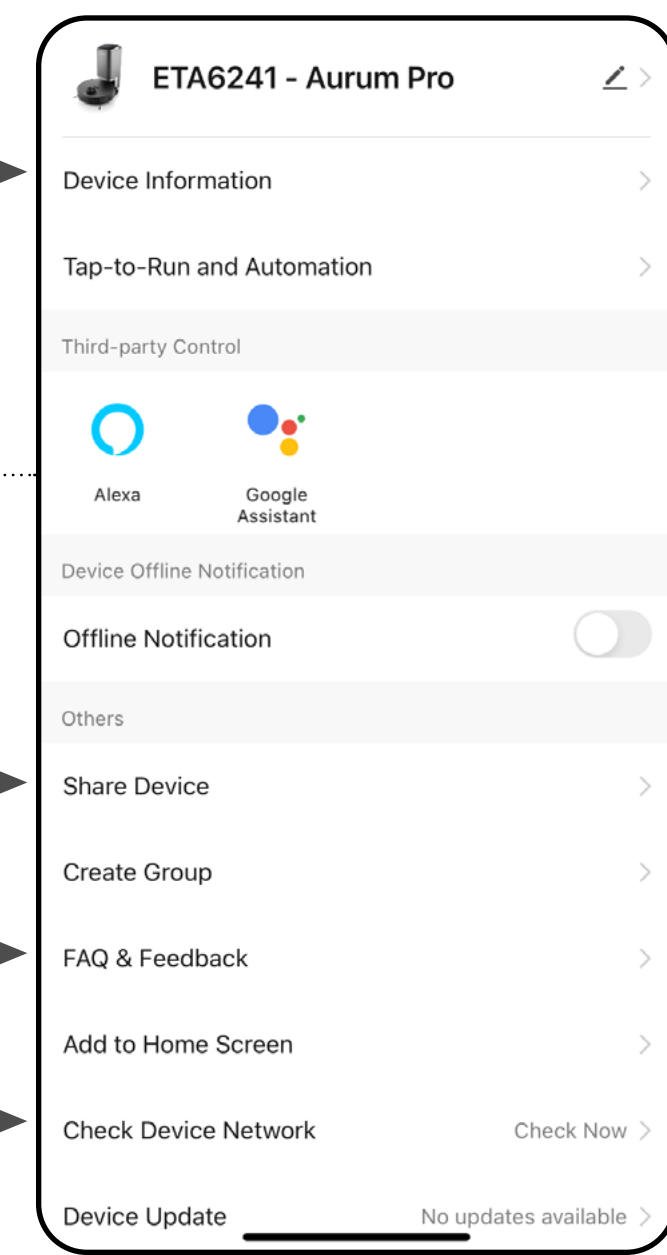 ETA6241 - Aurum Pro
Device Information
Tap-to-Run and Automation
Third-party Control
Alexa
Google
Assistant
Device Offline Notification
Offline Notification
Others
Share Device
Create Group
FAQ & Feedback
Add to Home Screen
Check Device Network Check Now
Device Update No updates available